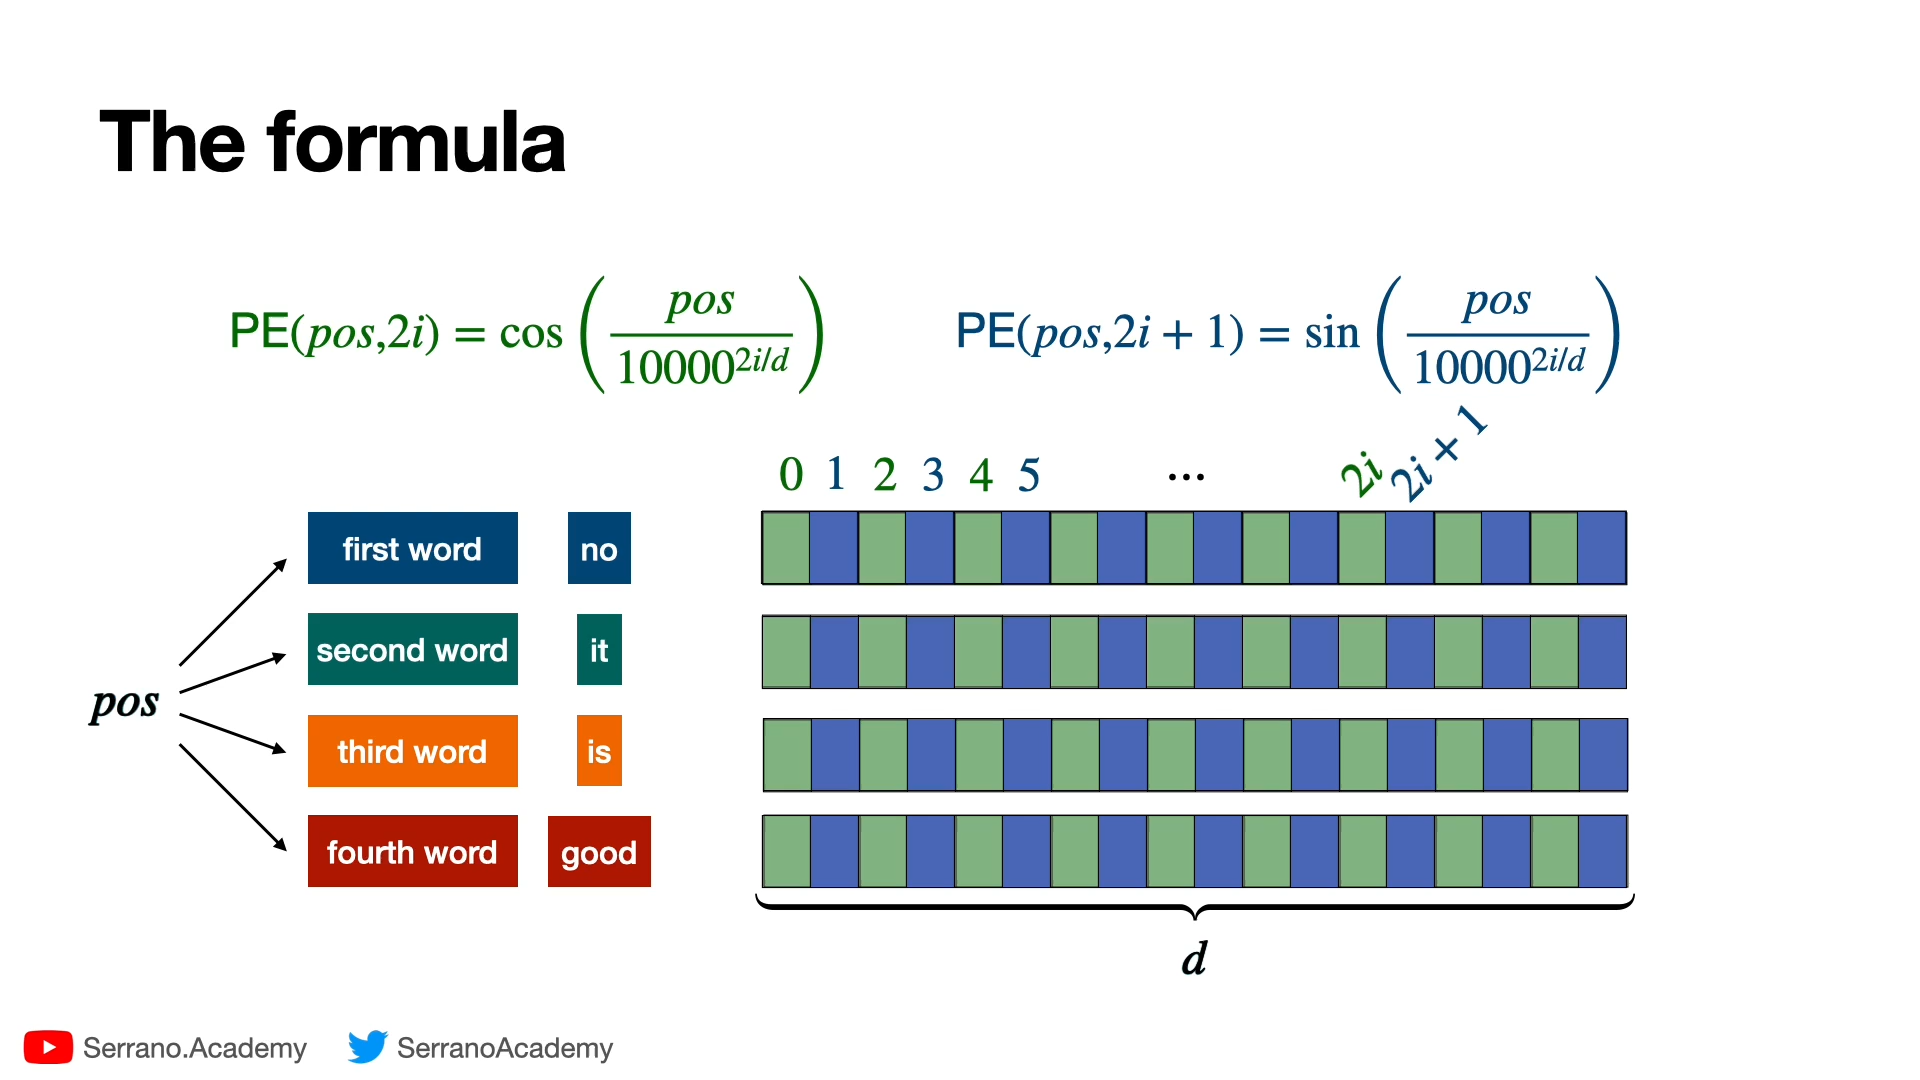 The formula
PE(pos,2i) = cos(pos/10000^{2i/d})
PE(pos,2i + 1) = sin(pos/10000^{2i/d})
0 1 2 3 4 5 ... 2i 2i + 1
first word no
second word it
pos
third word is
fourth word good
d
Serrano.Academy SerranoAcademy